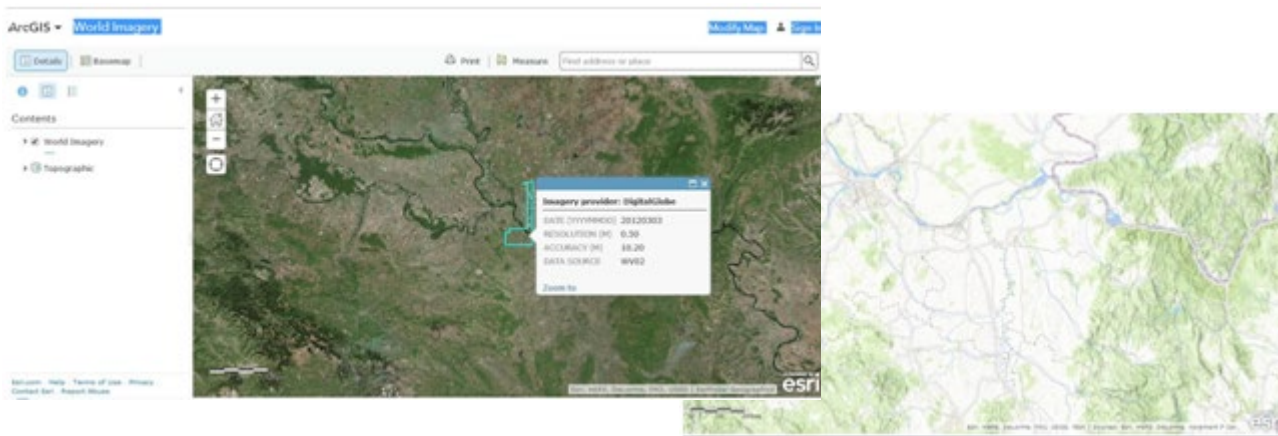 ArcGIS World Imagery Modify Map Sign In
Details Basemap Print Measure Find address or place
Contents
World Imagery
Topographic
+
−
Imagery provider: DigitalGlobe
DATE (YYYYMMDD) 20120303
RESOLUTION (M) 0.50
ACCURACY (M) 10.20
DATA SOURCE WV02
Zoom to
Esri.com Help Terms of Use Privacy
Contact Esri Report Abuse
esri